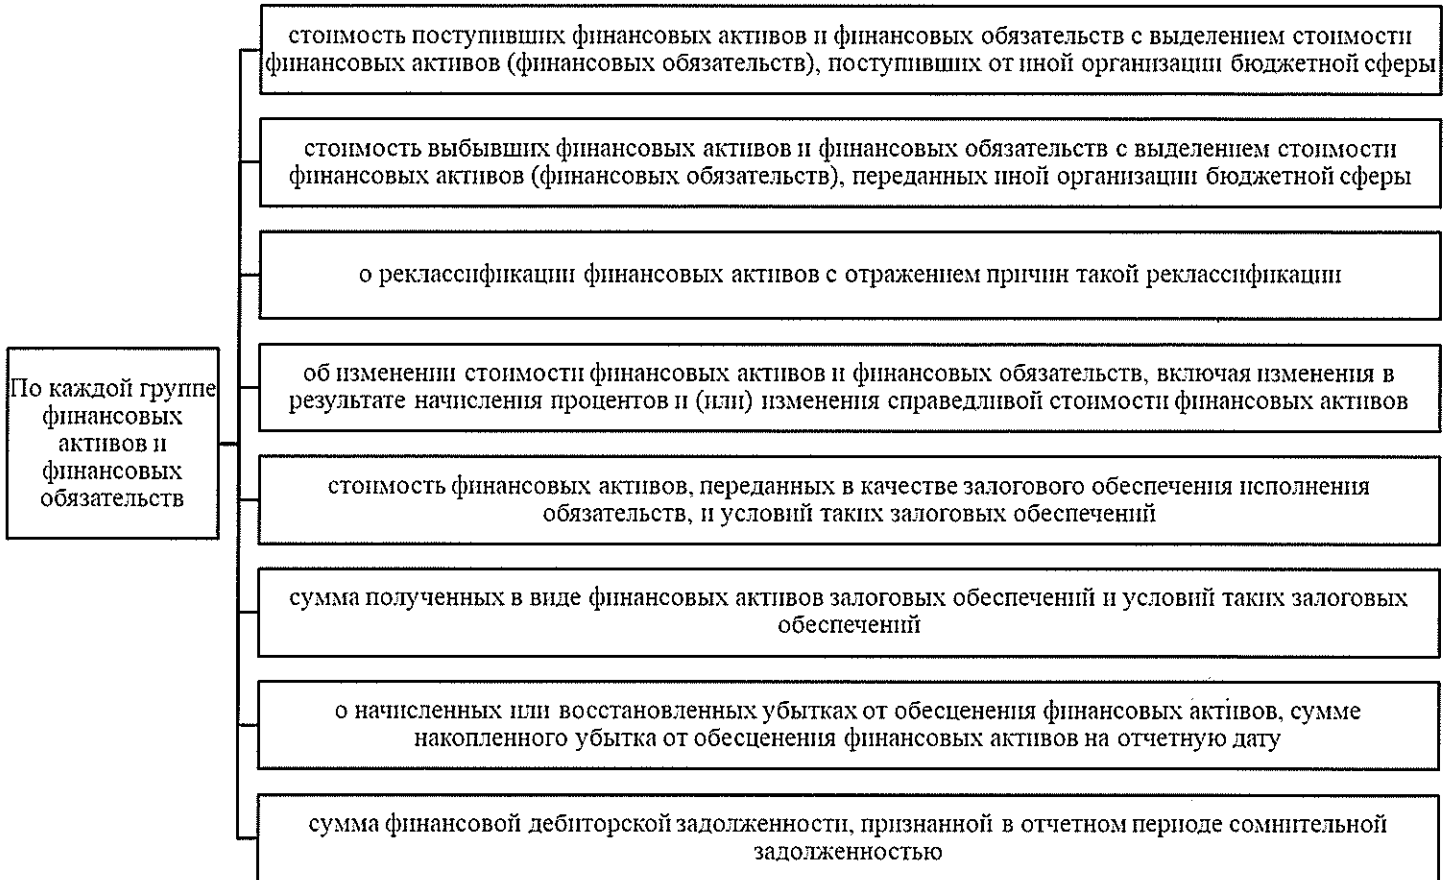 стоимость поступивших финансовых активов и финансовых обязательств с выделением стоимости
финансовых активов (финансовых обязательств), поступивших от иной организации бюджетной сферы
стоимость выбывших финансовых активов и финансовых обязательств с выделением стоимости
финансовых активов (финансовых обязательств), переданных иной организации бюджетной сферы
о реклассификации финансовых активов с отражением причин такой реклассификации
По каждой группе
финансовых
активов и
финансовых
обязательств
об изменении стоимости финансовых активов и финансовых обязательств, включая изменения в
результате начисления процентов и (или) изменения справедливой стоимости финансовых активов
стоимость финансовых активов, переданных в качестве залогового обеспечения исполнения
обязательств, и условий таких залоговых обеспечений
сумма полученных в виде финансовых активов залоговых обеспечений и условий таких залоговых
обеспечений
о начисленных или восстановленных убытках от обесценения финансовых активов, сумме
накопленного убытка от обесценения финансовых активов на отчетную дату
сумма финансовой дебиторской задолженности, признанной в отчетном периоде сомнительной
задолженностью